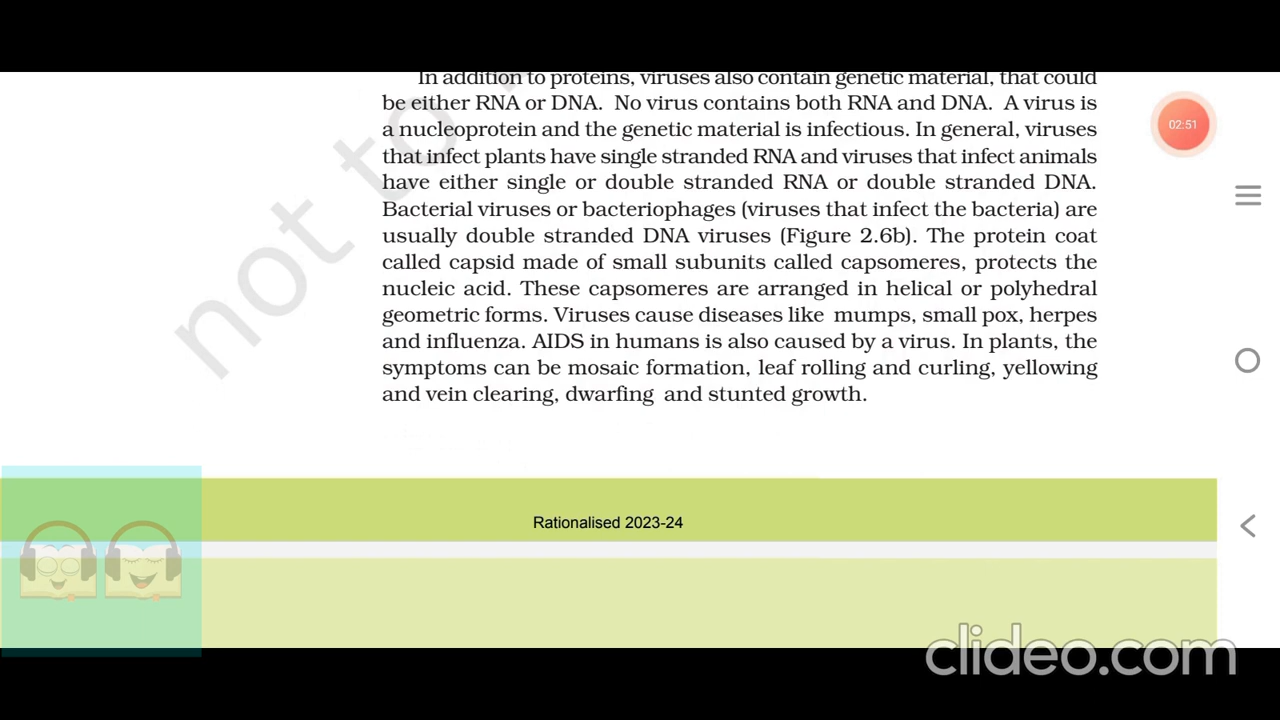 In addition to proteins, viruses also contain genetic material, that could
be either RNA or DNA. No virus contains both RNA and DNA. A virus is
a nucleoprotein and the genetic material is infectious. In general, viruses
that infect plants have single stranded RNA and viruses that infect animals
have either single or double stranded RNA or double stranded DNA.
Bacterial viruses or bacteriophages (viruses that infect the bacteria) are
usually double stranded DNA viruses (Figure 2.6b). The protein coat
called capsid made of small subunits called capsomeres, protects the
nucleic acid. These capsomeres are arranged in helical or polyhedral
geometric forms. Viruses cause diseases like mumps, small pox, herpes
and influenza. AIDS in humans is also caused by a virus. In plants, the
symptoms can be mosaic formation, leaf rolling and curling, yellowing
and vein clearing, dwarfing and stunted growth.
not to
02:51
Rationalised 2023-24
clideo.com